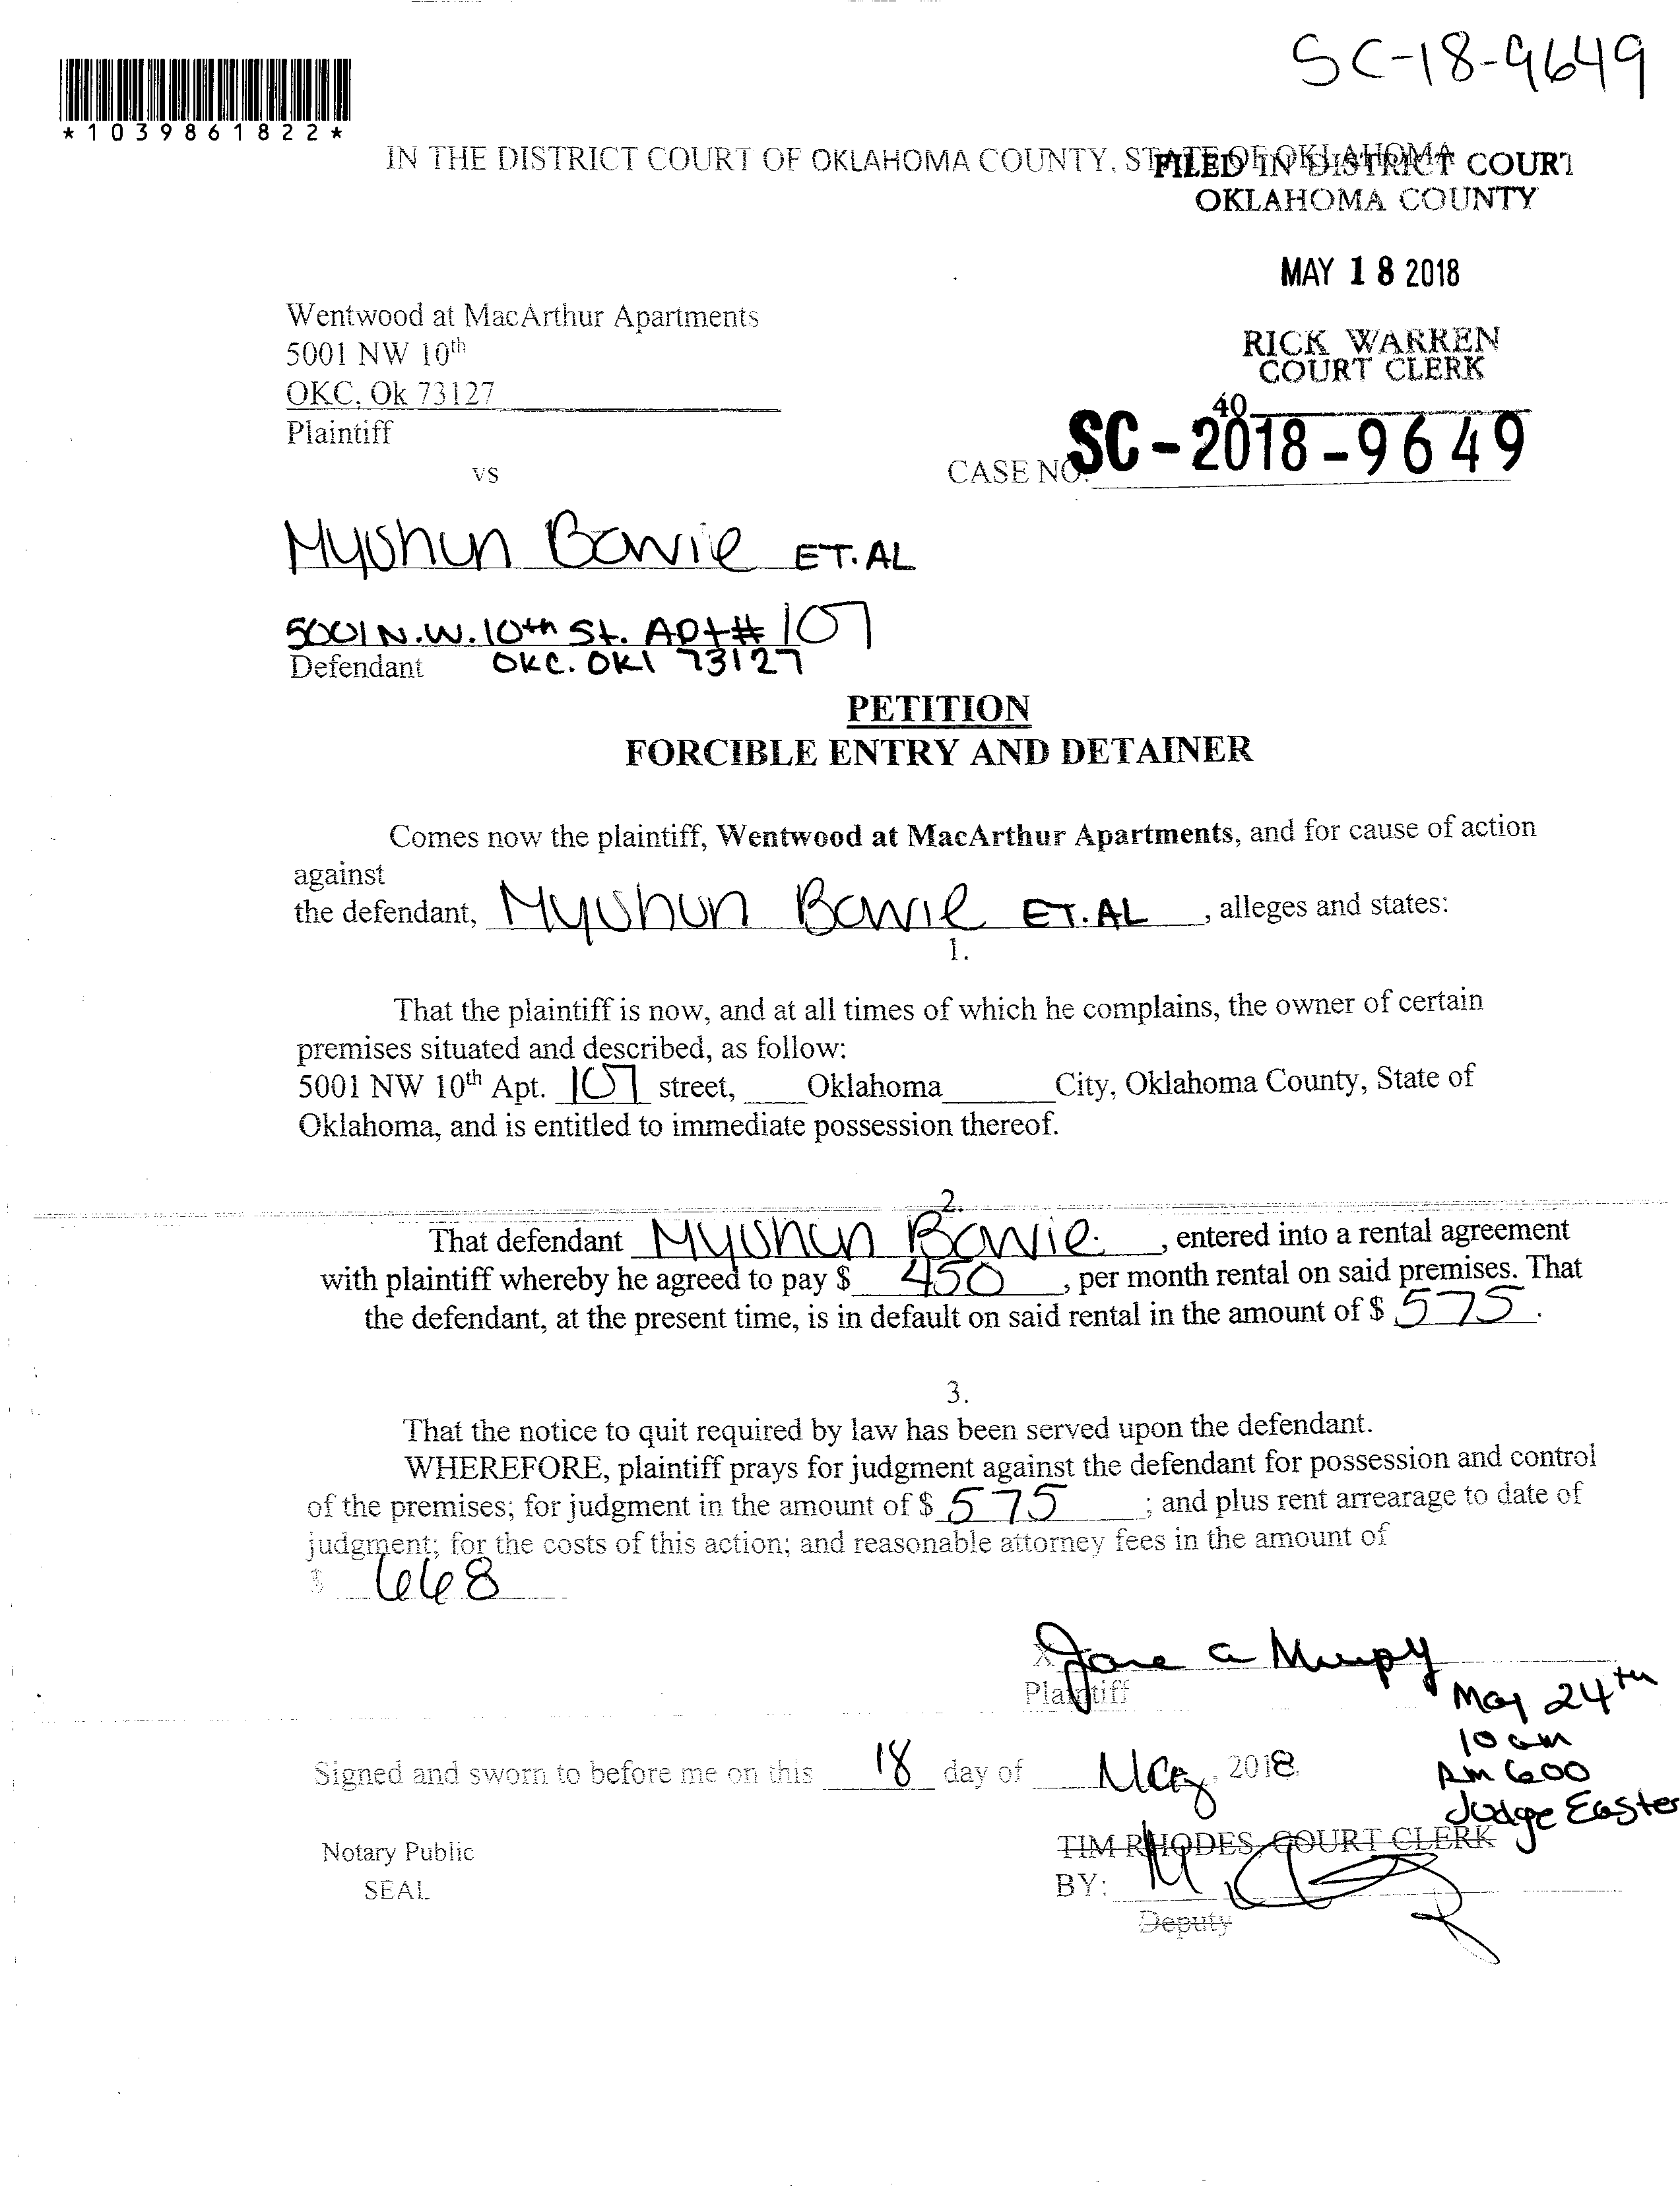 SC-18-9649
*1039861822*
IN THE DISTRICT COURT OF OKLAHOMA COUNTY, STATE OF OKLAHOMA
FILED IN DISTRICT COURT
OKLAHOMA COUNTY
MAY 18 2018
Wentwood at MacArthur Apartments
5001 NW 10th
OKC, Ok 73127
Plaintiff
RICK WARREN
COURT CLERK
40
vs
CASE NO. SC-2018-9649
Myushun Bowie ET.AL
5001 N.W. 10th St. APt# 107
Defendant OKC. OKl 73127
PETITION
FORCIBLE ENTRY AND DETAINER
Comes now the plaintiff, Wentwood at MacArthur Apartments, and for cause of action
against
the defendant, Myushun Bowie ET.AL , alleges and states:
1.
That the plaintiff is now, and at all times of which he complains, the owner of certain
premises situated and described, as follow:
5001 NW 10th Apt. 107 street, Oklahoma City, Oklahoma County, State of
Oklahoma, and is entitled to immediate possession thereof.
2.
That defendant Myushun Bowie , entered into a rental agreement
with plaintiff whereby he agreed to pay $ 450 , per month rental on said premises. That
the defendant, at the present time, is in default on said rental in the amount of $ 575 .
3.
That the notice to quit required by law has been served upon the defendant.
WHEREFORE, plaintiff prays for judgment against the defendant for possession and control
of the premises; for judgment in the amount of $ 575 ; and plus rent arrearage to date of
judgment; for the costs of this action; and reasonable attorney fees in the amount of
$ 668
x Jane a Murpy
Plaintiff
May 24th
10 am
Rm 600
Judge Easter
Signed and sworn to before me on this 18 day of May, 2018.
Notary Public
SEAL
TIM RHODES, COURT CLERK
BY:
Deputy